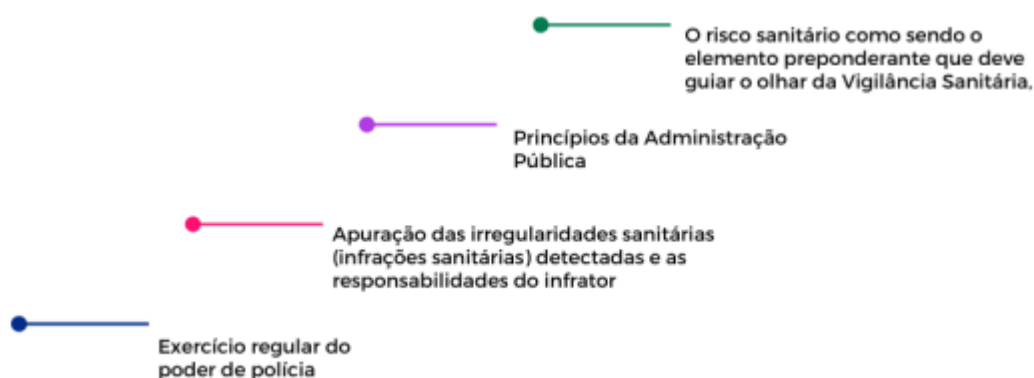 O risco sanitário como sendo o
elemento preponderante que deve
guiar o olhar da Vigilância Sanitária,
Princípios da Administração
Pública
Apuração das irregularidades sanitárias
(infrações sanitárias) detectadas e as
responsabilidades do infrator
Exercício regular do
poder de polícia